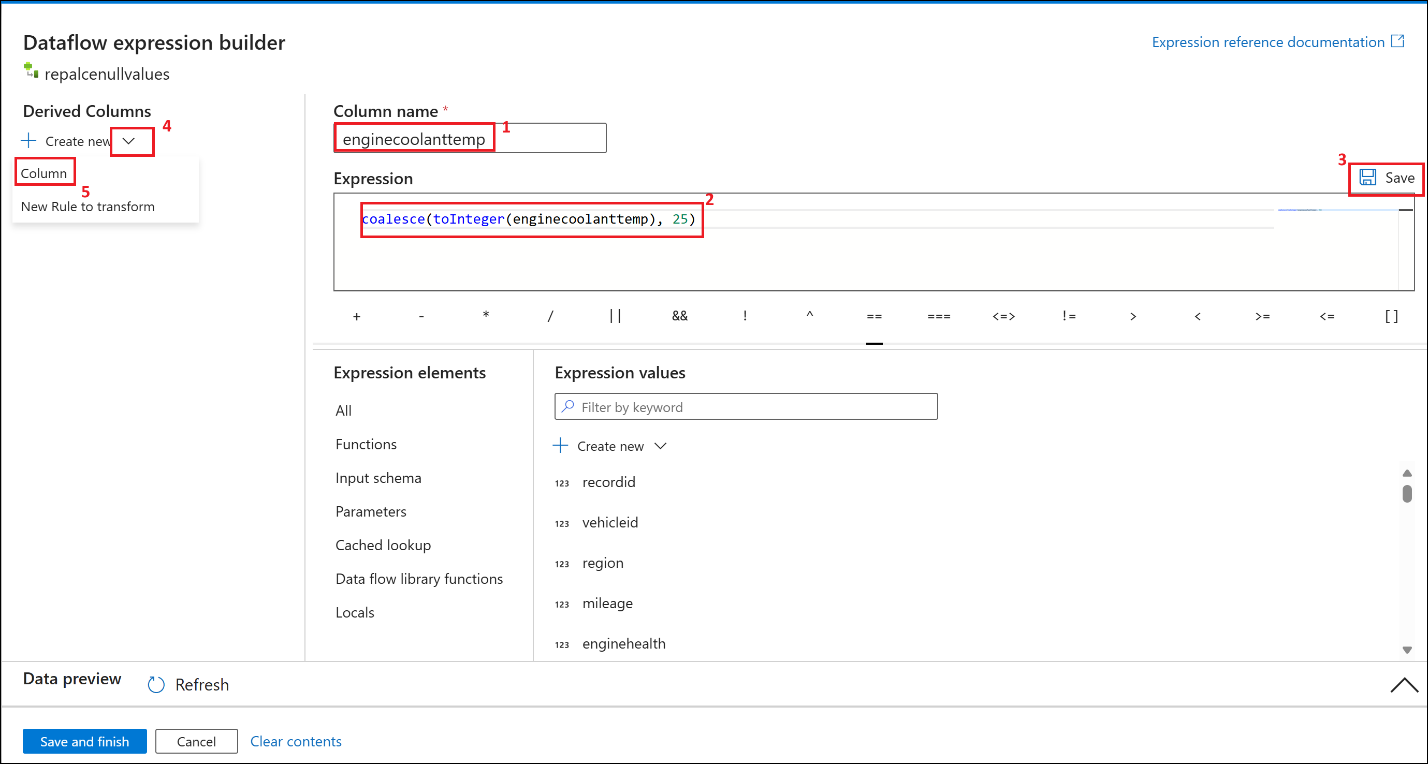 Dataflow expression builder
Expression reference documentation
repalcenullvalues
Derived Columns
Create new
4
Column
5
New Rule to transform
Column name *
enginecoolanttemp
1
Expression
3
Save
coalesce(toInteger(enginecoolanttemp), 25)
2
+ - * / || && ! ^ == === <=> != > < >= <= []
Expression elements
All
Functions
Input schema
Parameters
Cached lookup
Data flow library functions
Locals
Expression values
Filter by keyword
Create new
123 recordid
123 vehicleid
123 region
123 mileage
123 enginehealth
Data preview
Refresh
Save and finish
Cancel
Clear contents